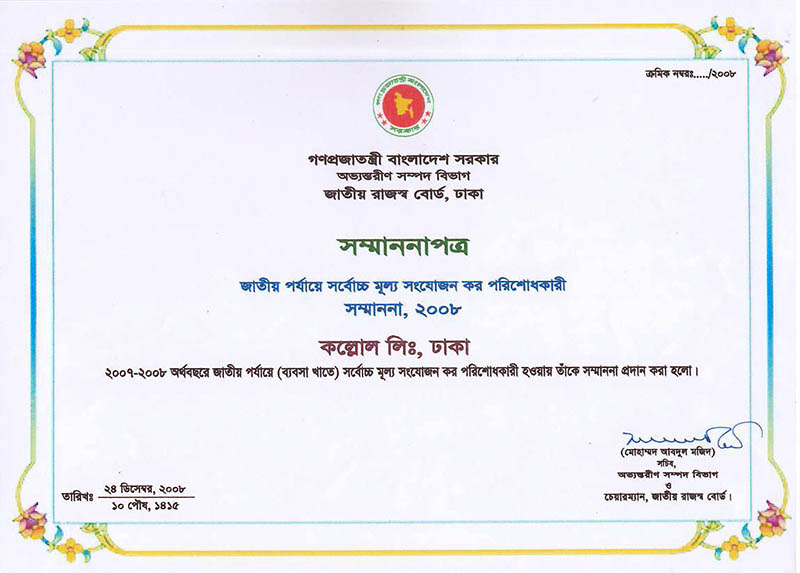 ক্রমিক নম্বরঃ...../২০০৮
গণপ্রজাতন্ত্রী বাংলাদেশ
সরকার
গণপ্রজাতন্ত্রী বাংলাদেশ সরকার
অভ্যন্তরীণ সম্পদ বিভাগ
জাতীয় রাজস্ব বোর্ড, ঢাকা
সম্মাননাপত্র
জাতীয় পর্যায়ে সর্বোচ্চ মূল্য সংযোজন কর পরিশোধকারী
সম্মাননা, ২০০৮
কল্লোল লিঃ, ঢাকা
২০০৭-২০০৮ অর্থবছরে জাতীয় পর্যায়ে (ব্যবসা খাতে) সর্বোচ্চ মূল্য সংযোজন কর পরিশোধকারী হওয়ায় তাঁকে সম্মাননা প্রদান করা হলো।
(মোহাম্মদ আবদুল মজিদ)
সচিব,
অভ্যন্তরীণ সম্পদ বিভাগ
ও
চেয়ারম্যান, জাতীয় রাজস্ব বোর্ড।
তারিখঃ ২৪ ডিসেম্বর, ২০০৮
১০ পৌষ, ১৪১৫